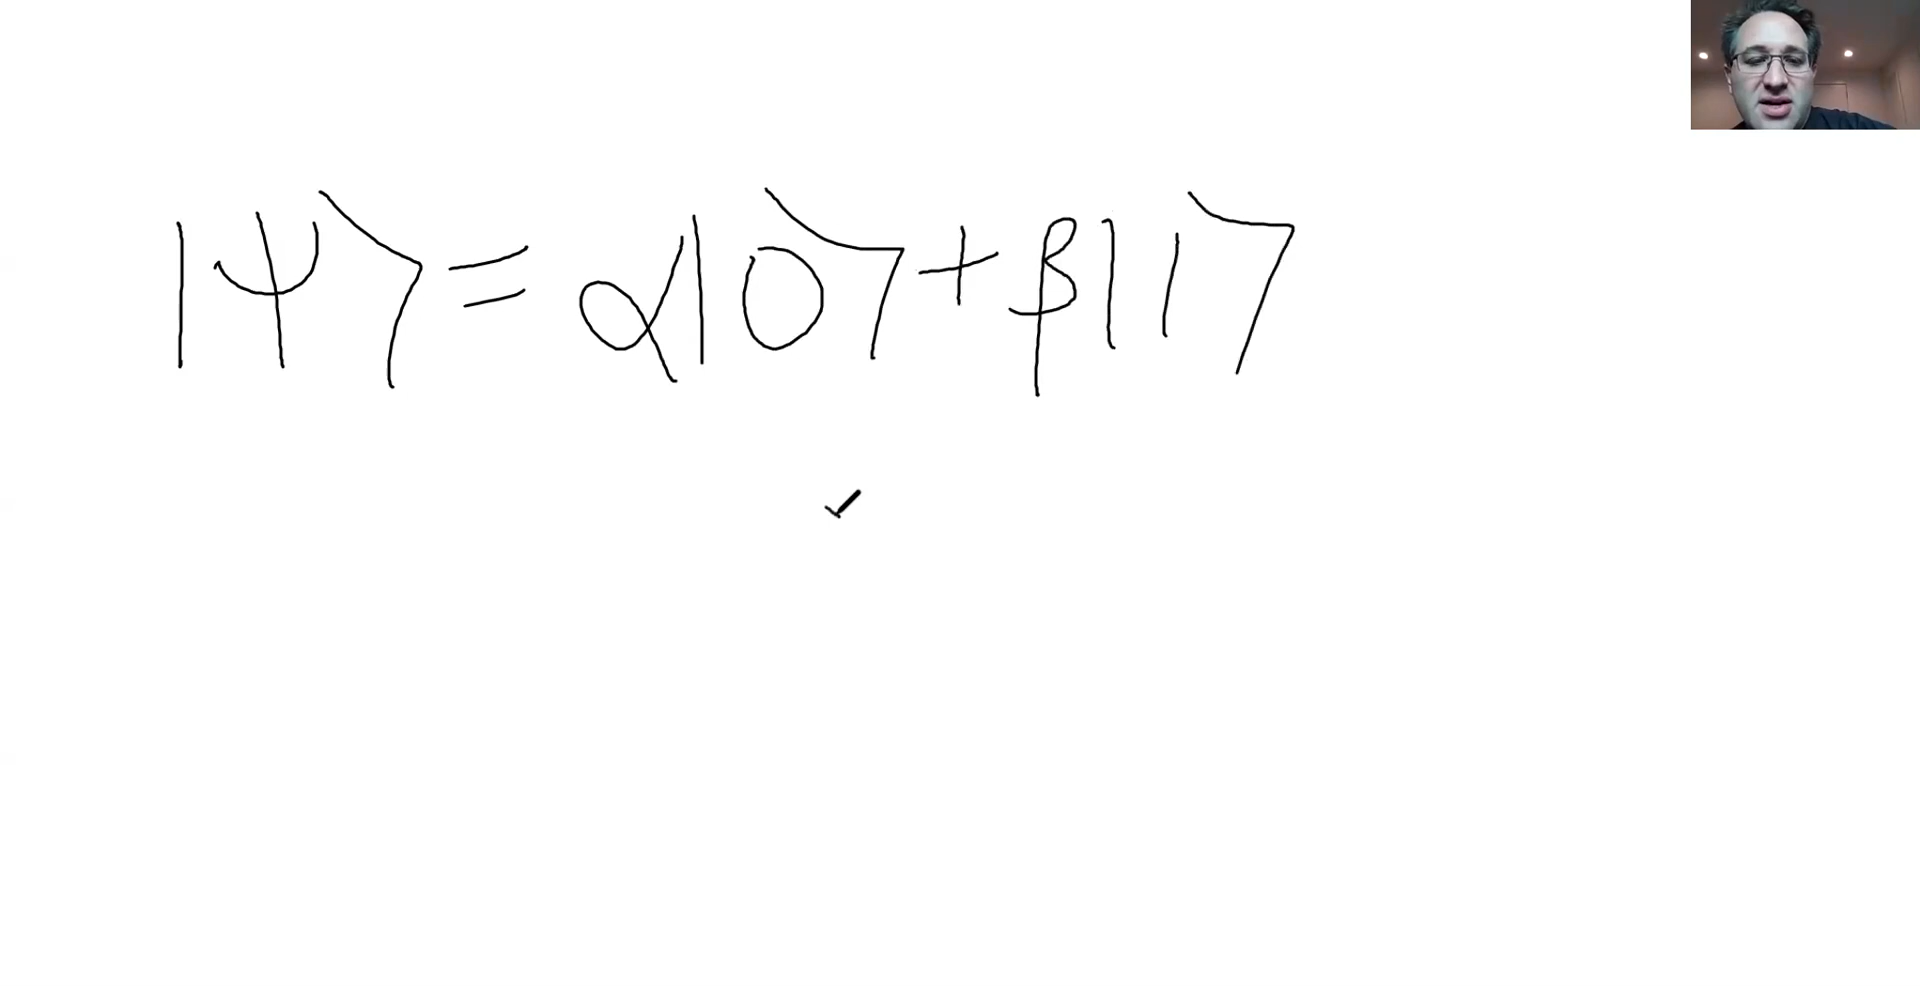 |ψ⟩ = α|0⟩ + β|1⟩